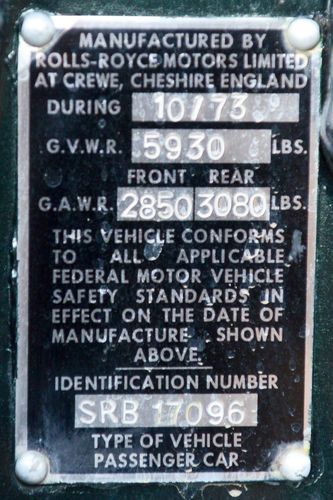 MANUFACTURED BY
ROLLS-ROYCE MOTORS LIMITED
AT CREWE, CHESHIRE ENGLAND
DURING 10/73
G.V.W.R. 5930 LBS.
FRONT REAR
G.A.W.R. 2850 3080 LBS.
THIS VEHICLE CONFORMS
TO ALL APPLICABLE
FEDERAL MOTOR VEHICLE
SAFETY STANDARDS IN
EFFECT ON THE DATE OF
MANUFACTURE SHOWN
ABOVE.
IDENTIFICATION NUMBER
SRB 17096
TYPE OF VEHICLE
PASSENGER CAR